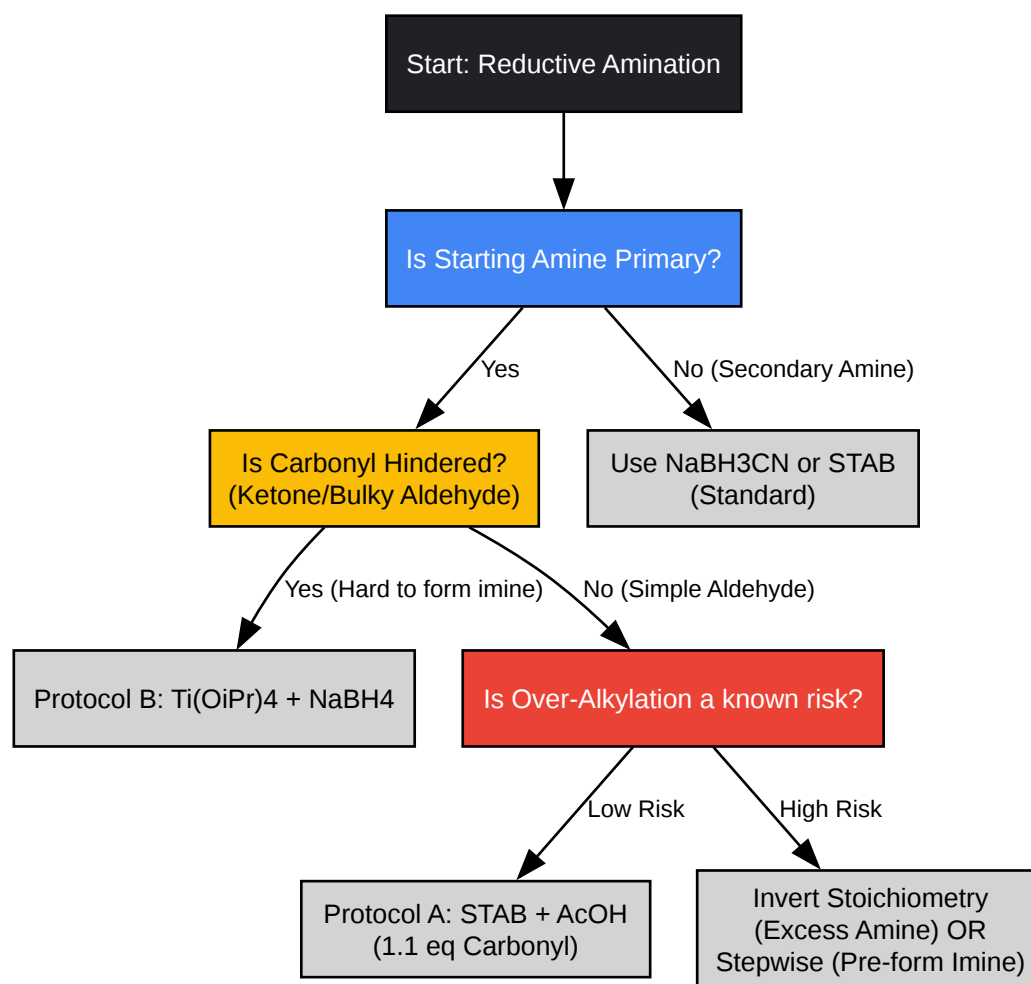 Start: Reductive Amination
Is Starting Amine Primary?
Yes
No (Secondary Amine)
Is Carbonyl Hindered?
(Ketone/Bulky Aldehyde)
Use NaBH3CN or STAB
(Standard)
Yes (Hard to form imine)
No (Simple Aldehyde)
Protocol B: Ti(OiPr)4 + NaBH4
Is Over-Alkylation a known risk?
Low Risk
High Risk
Protocol A: STAB + AcOH
(1.1 eq Carbonyl)
Invert Stoichiometry
(Excess Amine) OR
Stepwise (Pre-form Imine)